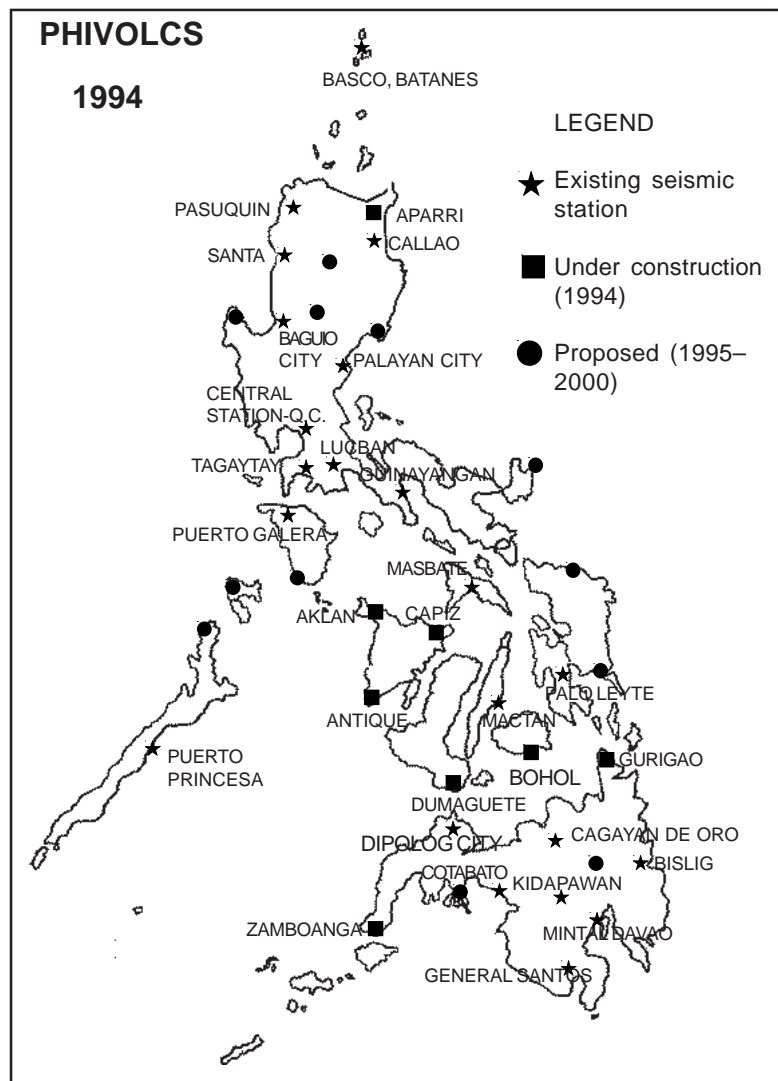 PHIVOLCS
1994
BASCO, BATANES
LEGEND
Existing seismic
station
Under construction
(1994)
Proposed (1995–
2000)
PASUQUIN
APARRI
CALLAO
SANTA
BAGUIO
CITY
PALAYAN CITY
CENTRAL
STATION-Q.C.
LUCBAN
TAGAYTAY
GUINAYANGAN
PUERTO GALERA
MASBATE
AKLAN
CAPIZ
PALO LEYTE
ANTIQUE
MACTAN
PUERTO
PRINCESA
BOHOL
GURIGAO
DUMAGUETE
DIPOLOG CITY
CAGAYAN DE ORO
BISLIG
COTABATO
KIDAPAWAN
ZAMBOANGA
MINTAL DAVAO
GENERAL SANTOS